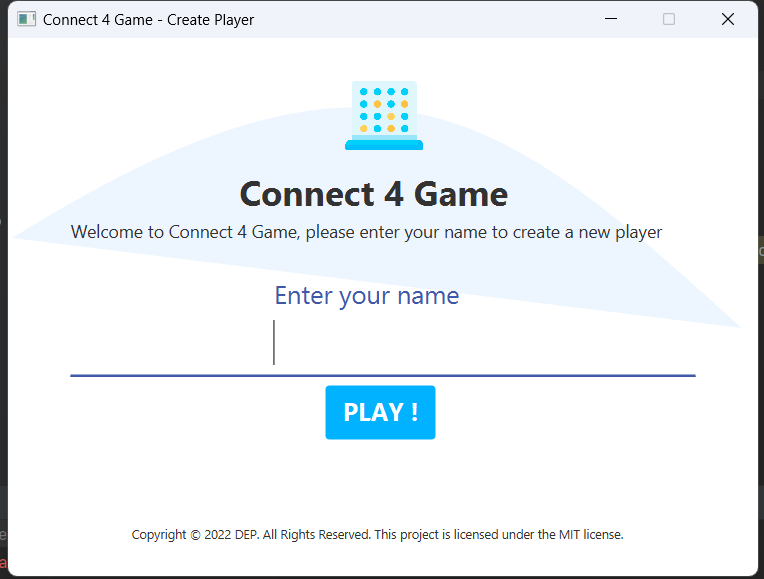 Connect 4 Game - Create Player
Connect 4 Game
Welcome to Connect 4 Game, please enter your name to create a new player
Enter your name
PLAY !
Copyright © 2022 DEP. All Rights Reserved. This project is licensed under the MIT license.